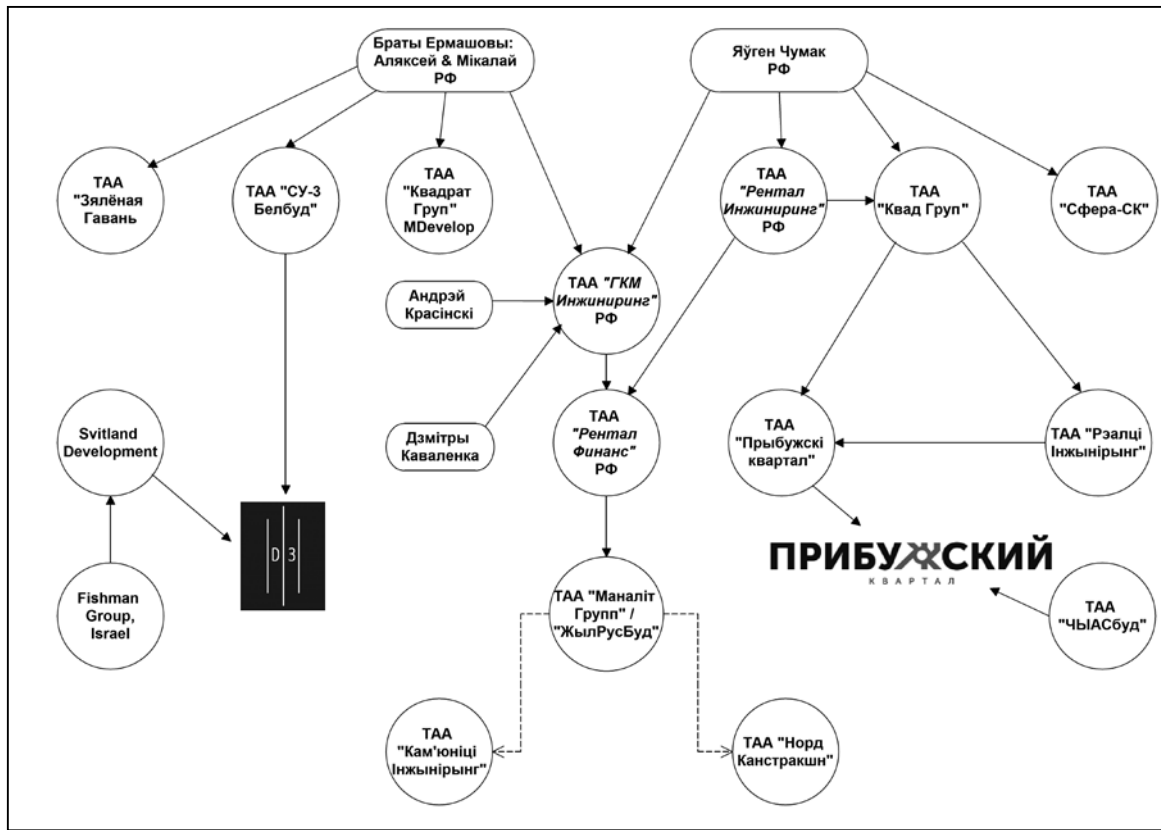 Браты Ермашовы:
Аляксей & Мікалай
РФ
Яўген Чумак
РФ
ТАА
"Зялёная
Гавань"
ТАА "СУ-3
Белбуд"
ТАА
"Квадрат
Груп"
MDevelop
ТАА
"Рентал
Инжиниринг"
РФ
ТАА
"Квад Груп"
ТАА
"Сфера-СК"
ТАА "ГКМ
Инжиниринг"
РФ
Андрэй
Красінскі
Дзмітры
Каваленка
ТАА
"Рентал
Финанс"
РФ
ТАА
"Прыбужскі
квартал"
ТАА "Рэалці
Інжынірынг"
Svitland
Development
D 3
ПРИБУЖСКИЙ
КВАРТАЛ
Fishman
Group,
Israel
ТАА "Маналіт
Групп" /
"ЖылРусБуд"
ТАА
"ЧЫАСбуд"
ТАА
"Кам'юніці
Інжынірынг"
ТАА "Норд
Канстракшн"